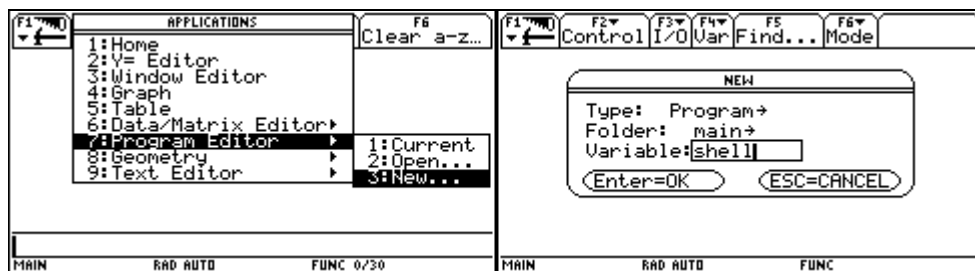 F1 APPLICATIONS F6
Clear a-z...
1:Home
2:Y= Editor
3:Window Editor
4:Graph
5:Table
6:Data/Matrix Editor
7:Program Editor
8:Geometry
9:Text Editor
1:Current
2:Open...
3:New...
MAIN RAD AUTO FUNC 0/30
F1 F2 F3 F4 F5 F6
Control I/O Var Find... Mode
NEW
Type: Program→
Folder: main→
Variable: shell
Enter=OK ESC=CANCEL
MAIN RAD AUTO FUNC